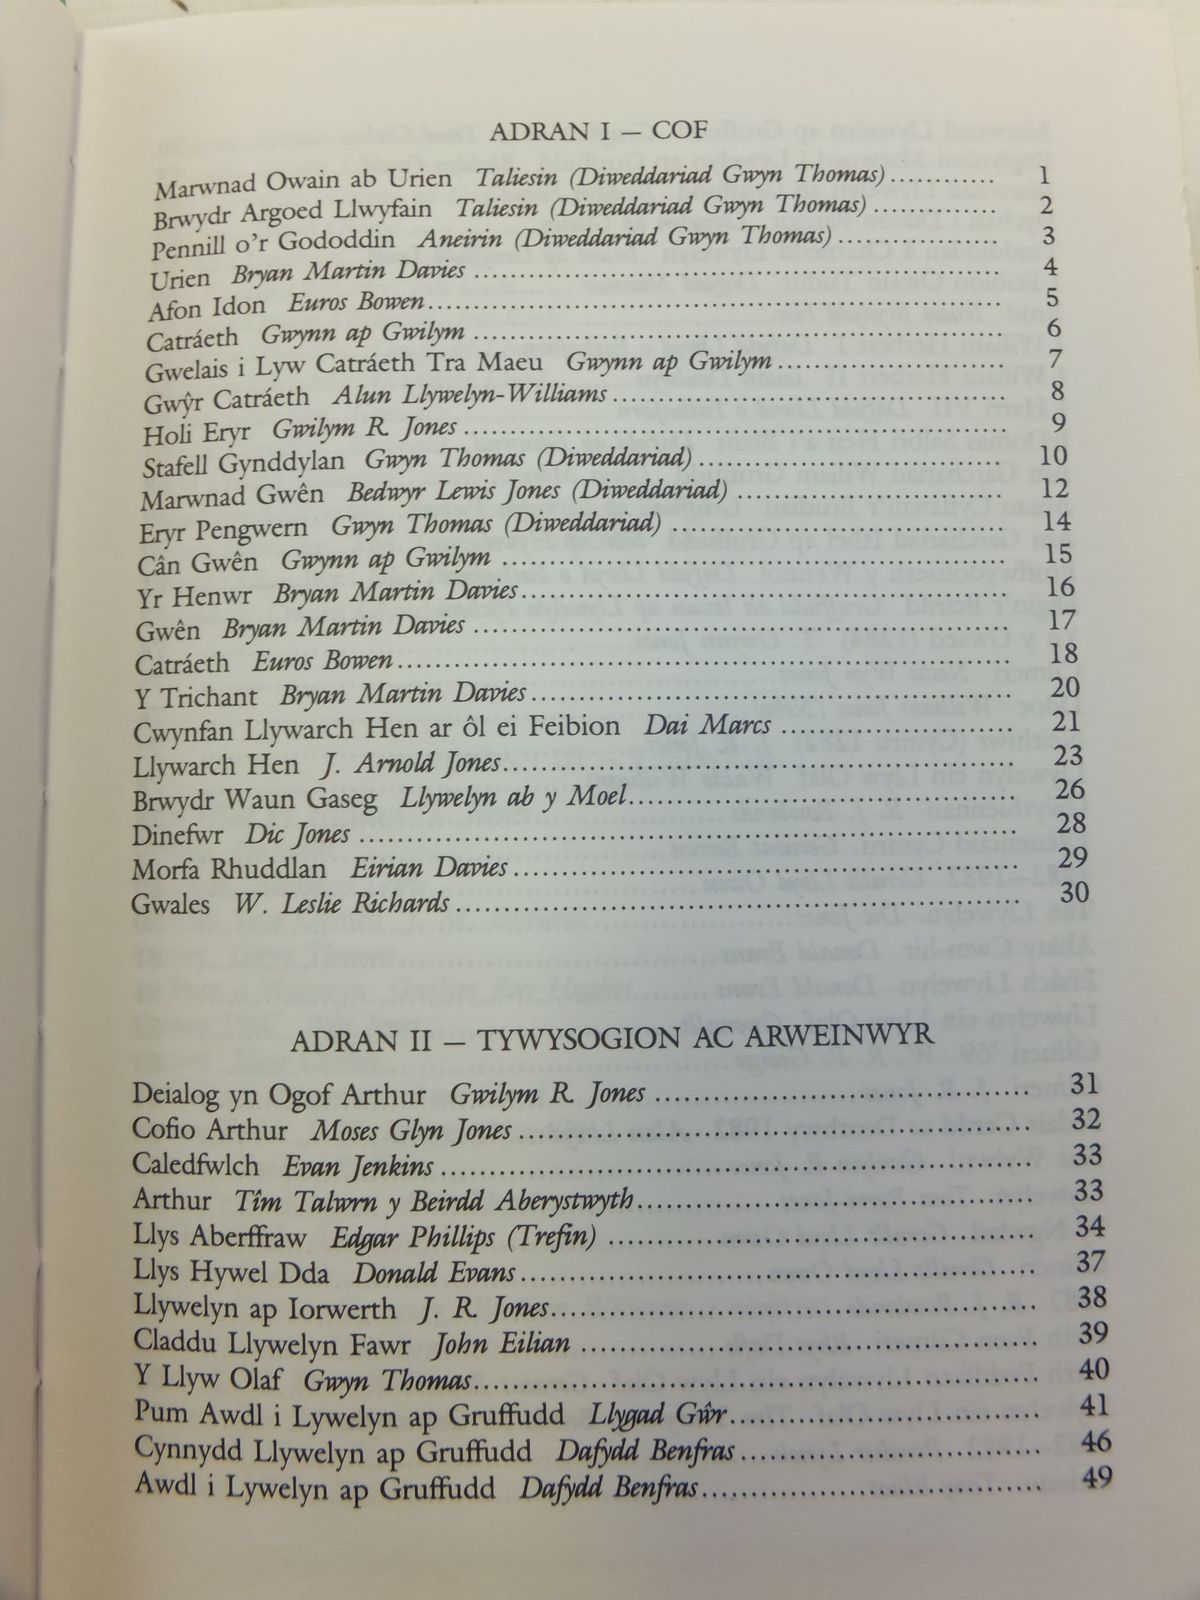 ADRAN I – COF
Marwnad Owain ab Urien Taliesin (Diweddariad Gwyn Thomas)............ 1
Brwydr Argoed Llwyfain Taliesin (Diweddariad Gwyn Thomas).............. 2
Pennill o'r Gododdin Aneirin (Diweddariad Gwyn Thomas).................. 3
Urien Bryan Martin Davies ........................................................... 4
Afon Idon Euros Bowen................................................................ 5
Catráeth Gwynn ap Gwilym ........................................................... 6
Gwelais i Lyw Catráeth Tra Maeu Gwynn ap Gwilym......................... 7
Gwŷr Catráeth Alun Llywelyn-Williams............................................ 8
Holi Eryr Gwilym R. Jones ............................................................ 9
Stafell Gynddylan Gwyn Thomas (Diweddariad) ................................. 10
Marwnad Gwên Bedwyr Lewis Jones (Diweddariad) ............................. 12
Eryr Pengwern Gwyn Thomas (Diweddariad) ..................................... 14
Cân Gwên Gwynn ap Gwilym ........................................................ 15
Yr Henwr Bryan Martin Davies...................................................... 16
Gwên Bryan Martin Davies ........................................................... 17
Catráeth Euros Bowen.................................................................. 18
Y Trichant Bryan Martin Davies..................................................... 20
Cwynfan Llywarch Hen ar ôl ei Feibion Dai Marcs ............................ 21
Llywarch Hen J. Arnold Jones........................................................ 23
Brwydr Waun Gaseg Llywelyn ab y Moel.......................................... 26
Dinefwr Dic Jones ....................................................................... 28
Morfa Rhuddlan Eirian Davies....................................................... 29
Gwales W. Leslie Richards ............................................................. 30
ADRAN II – TYWYSOGION AC ARWEINWYR
Deialog yn Ogof Arthur Gwilym R. Jones ......................................... 31
Cofio Arthur Moses Glyn Jones ....................................................... 32
Caledfwlch Evan Jenkins ................................................................ 33
Arthur Tîm Talwrn y Beirdd Aberystwyth.......................................... 33
Llys Aberffraw Edgar Phillips (Trefin) .............................................. 34
Llys Hywel Dda Donald Evans....................................................... 37
Llywelyn ap Iorwerth J. R. Jones.................................................... 38
Claddu Llywelyn Fawr John Eilian ................................................. 39
Y Llyw Olaf Gwyn Thomas............................................................ 40
Pum Awdl i Lywelyn ap Gruffudd Llygad Gŵr.................................. 41
Cynnydd Llywelyn ap Gruffudd Dafydd Benfras................................ 46
Awdl i Lywelyn ap Gruffudd Dafydd Benfras..................................... 49